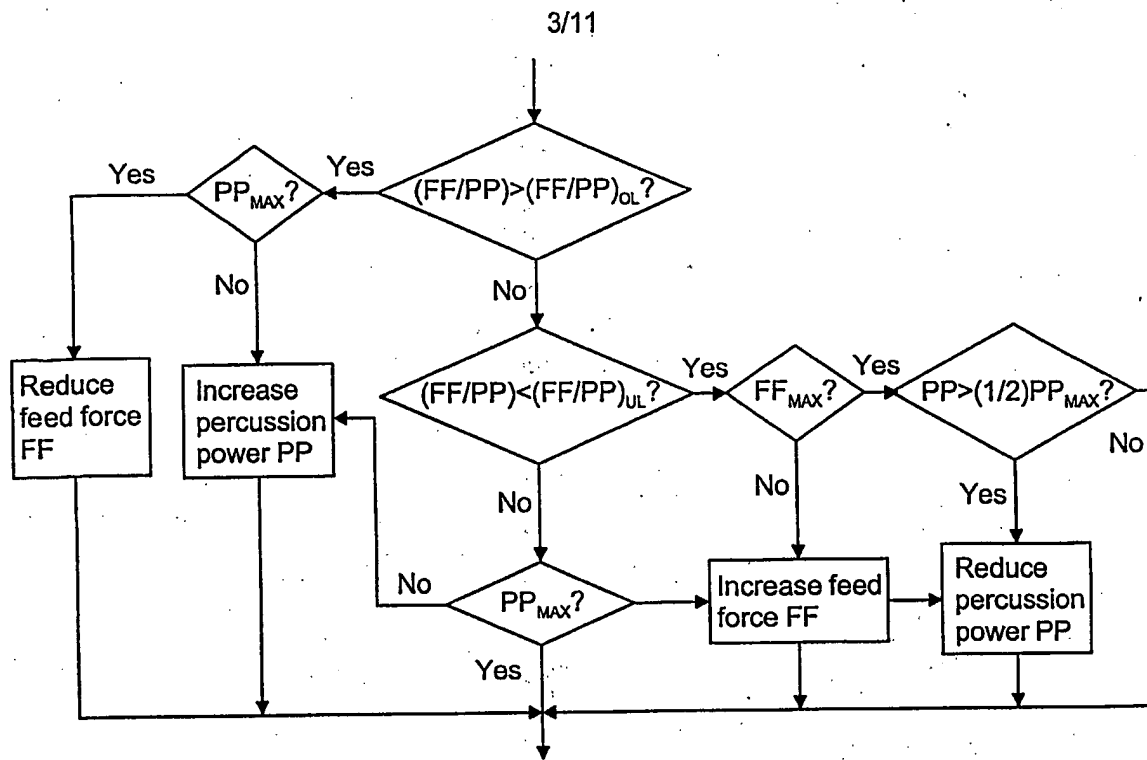 3/11
Yes
PP_MAX?
Yes
(FF/PP)>(FF/PP)_OL?
No
No
Reduce
feed force
FF
Increase
percussion
power PP
(FF/PP)<(FF/PP)_UL?
Yes
FF_MAX?
Yes
PP>(1/2)PP_MAX?
No
No
No
Yes
No
PP_MAX?
Yes
Increase feed
force FF
Reduce
percussion
power PP